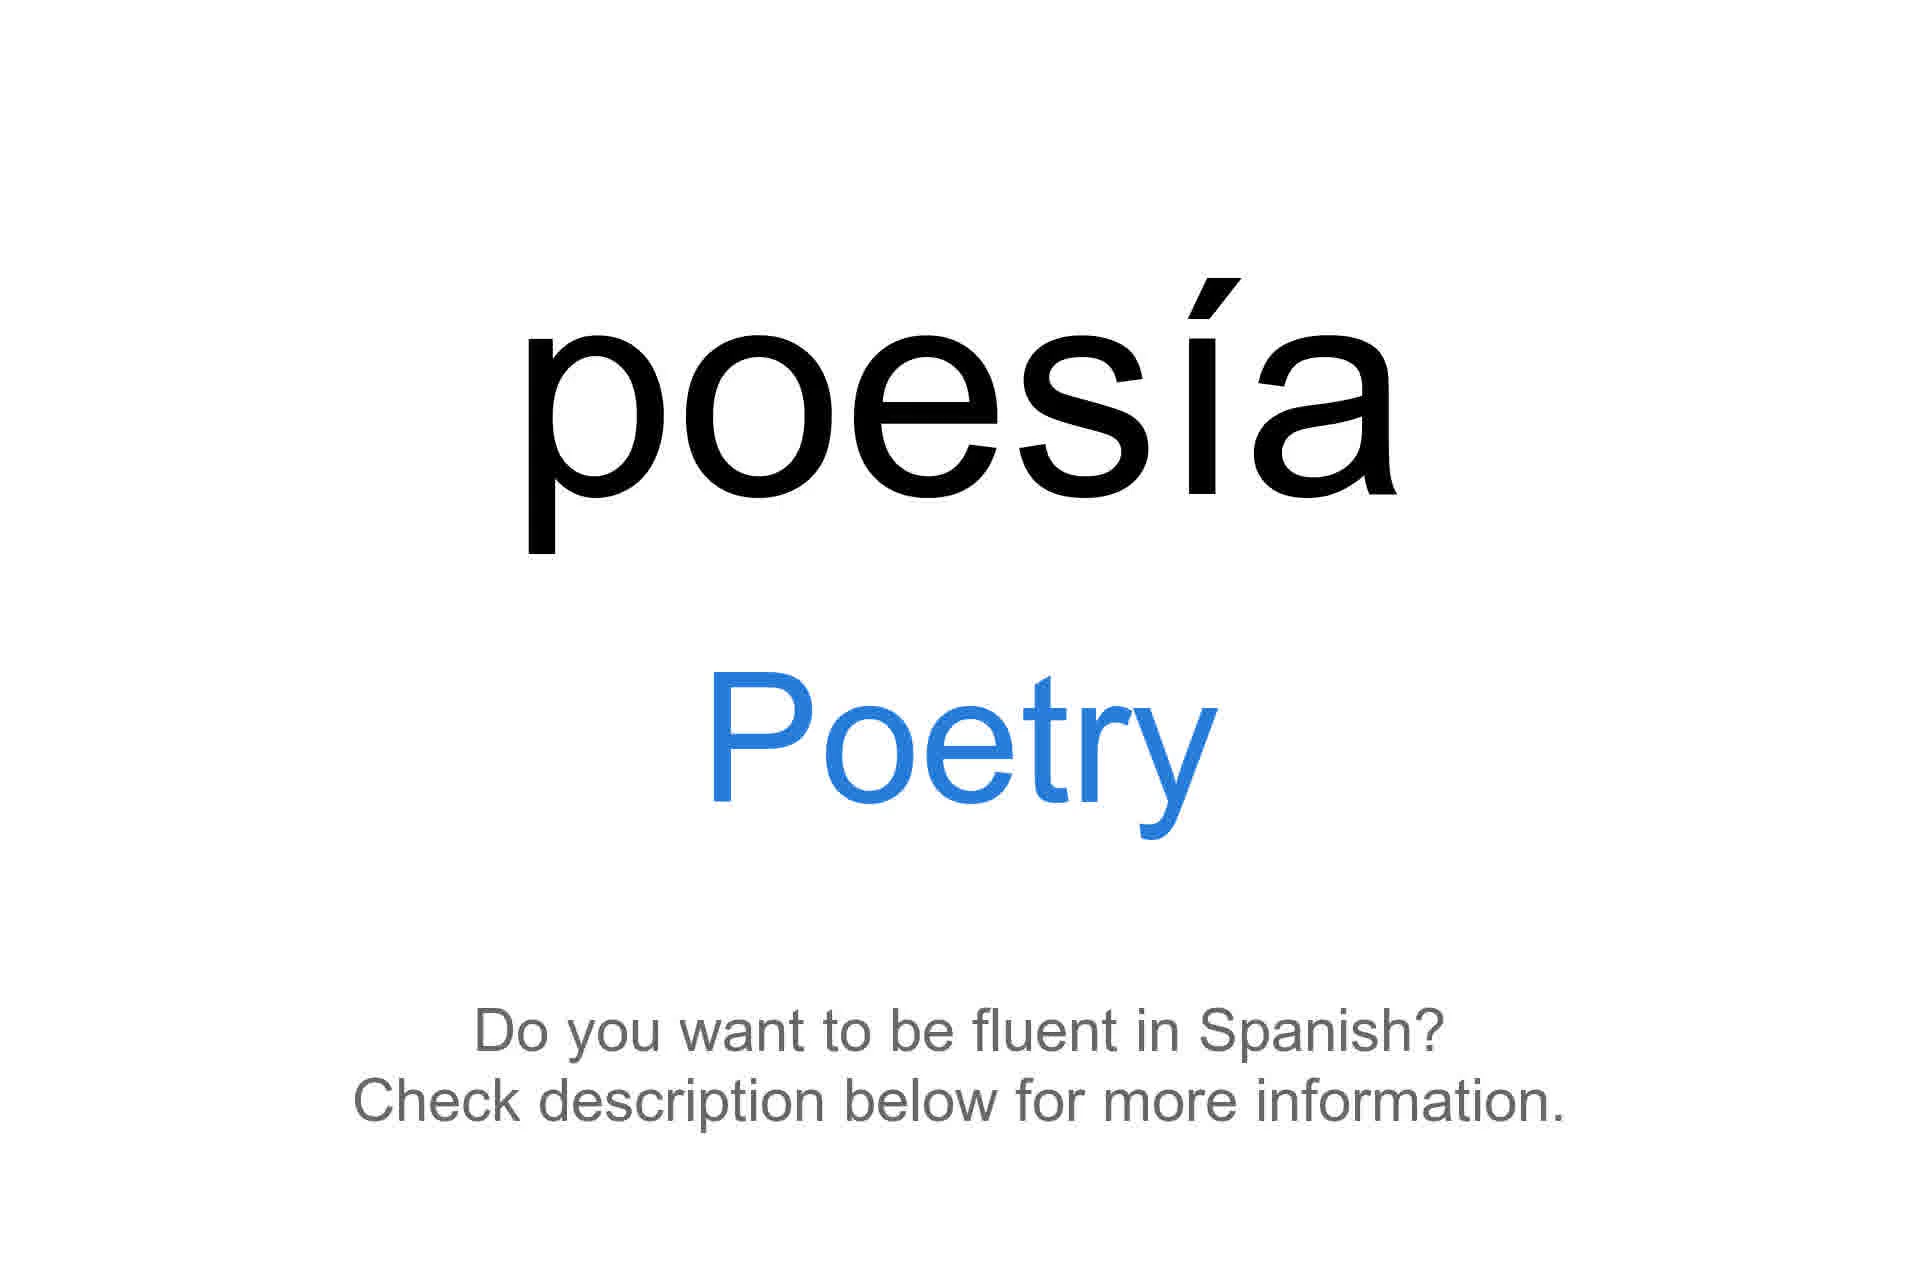 poesía
Poetry
Do you want to be fluent in Spanish?
Check description below for more information.